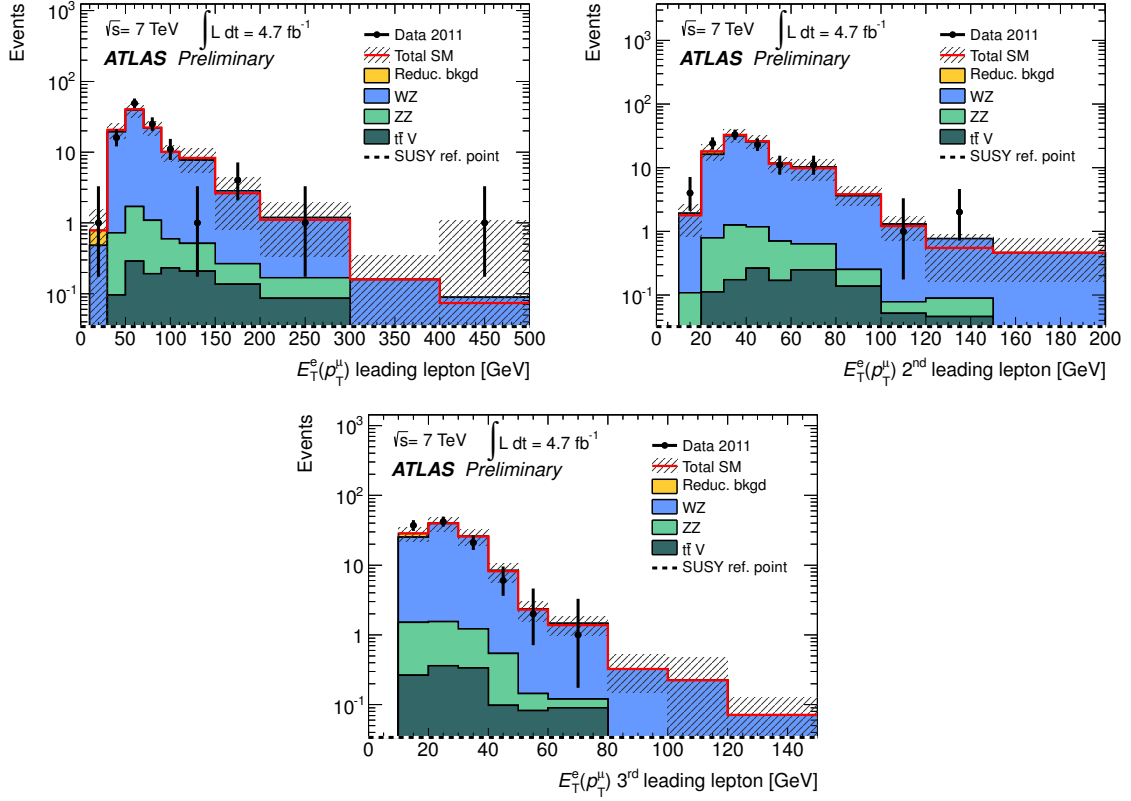 Events
√s= 7 TeV ∫L dt = 4.7 fb⁻¹
ATLAS Preliminary
Data 2011
Total SM
Reduc. bkgd
WZ
ZZ
tt̄ V
SUSY ref. point
10³
10²
10
1
10⁻¹
0 50 100 150 200 250 300 350 400 450 500
E_T^e(p_T^μ) leading lepton [GeV]
Events
√s= 7 TeV ∫L dt = 4.7 fb⁻¹
ATLAS Preliminary
Data 2011
Total SM
Reduc. bkgd
WZ
ZZ
tt̄ V
SUSY ref. point
10³
10²
10
1
10⁻¹
0 20 40 60 80 100 120 140 160 180 200
E_T^e(p_T^μ) 2nd leading lepton [GeV]
Events
√s= 7 TeV ∫L dt = 4.7 fb⁻¹
ATLAS Preliminary
Data 2011
Total SM
Reduc. bkgd
WZ
ZZ
tt̄ V
SUSY ref. point
10³
10²
10
1
10⁻¹
0 20 40 60 80 100 120 140
E_T^e(p_T^μ) 3rd leading lepton [GeV]